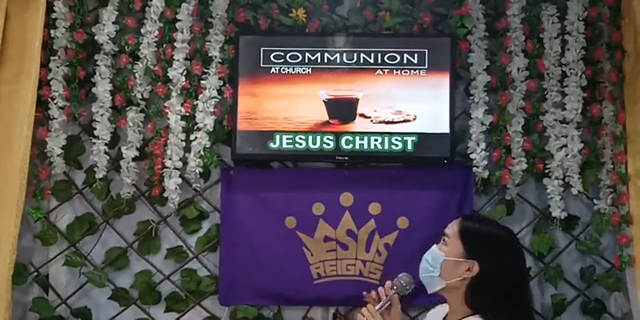 COMMUNION
AT CHURCH AT HOME
JESUS CHRIST
JESUS
REIGNS